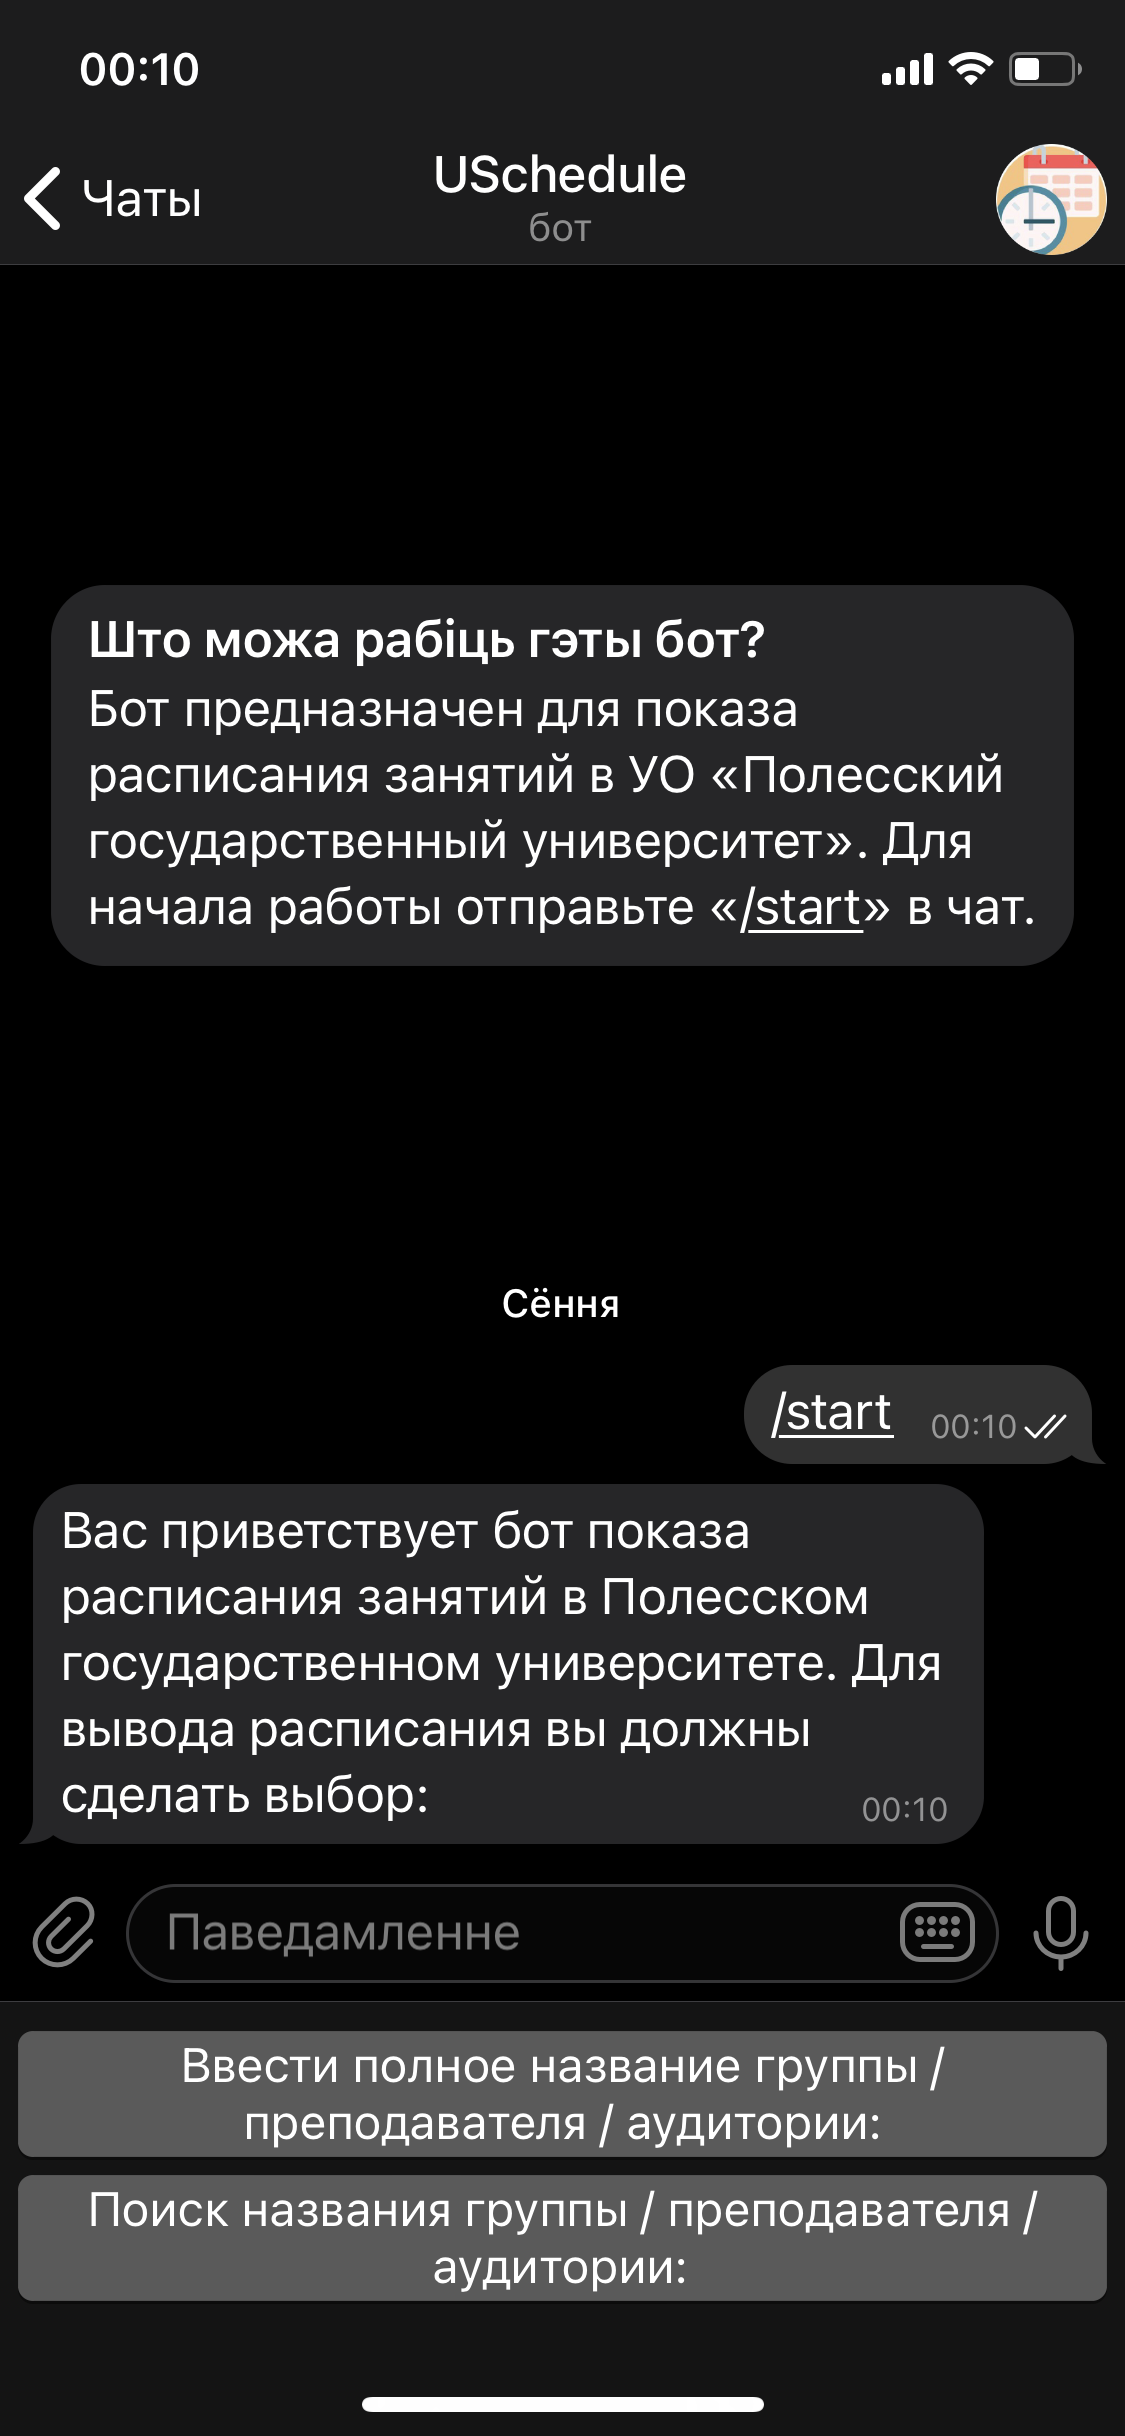 00:10
Чаты
USchedule
бот
Што можа рабіць гэты бот?
Бот предназначен для показа
расписания занятий в УО «Полесский
государственный университет». Для
начала работы отправьте «/start» в чат.
Сёння
/start 00:10
Вас приветствует бот показа
расписания занятий в Полесском
государственном университете. Для
вывода расписания вы должны
сделать выбор:
00:10
Паведамленне
Ввести полное название группы /
преподавателя / аудитории:
Поиск названия группы / преподавателя /
аудитории: